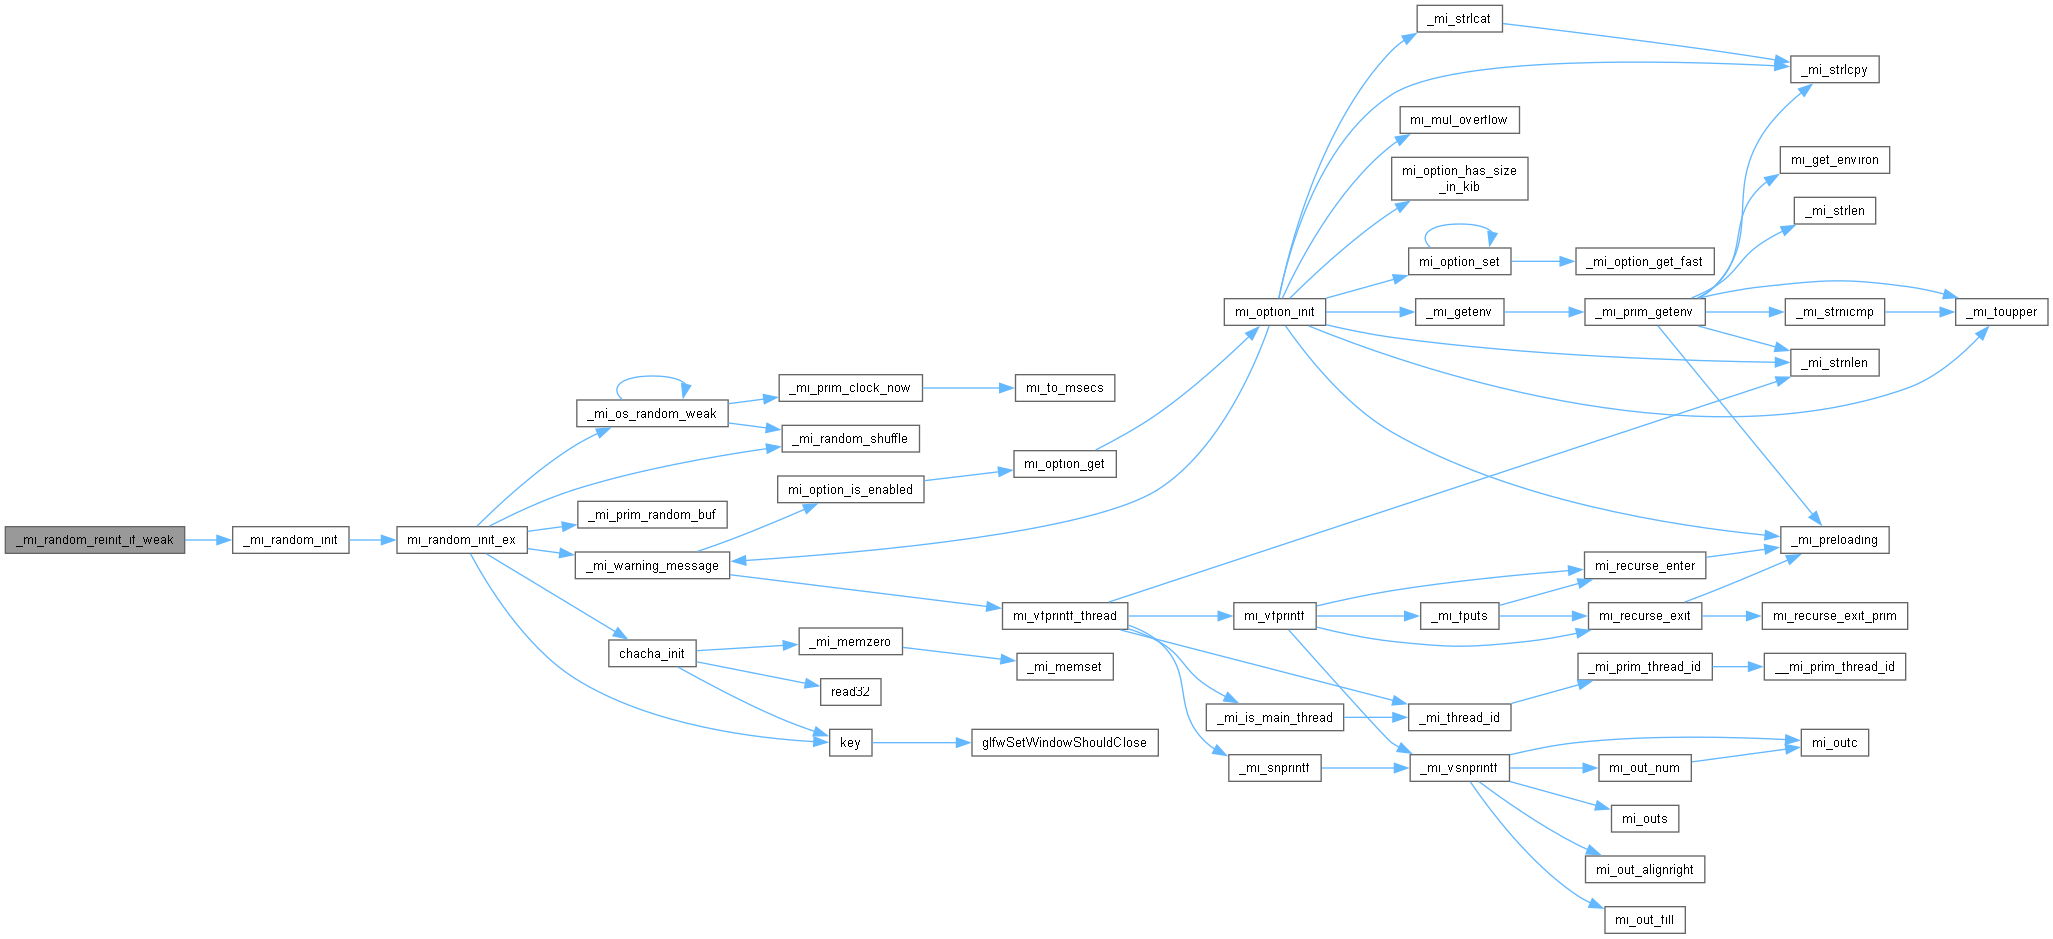 _mi_strlcat
_mi_strlcpy
mi_mul_overflow
mi_get_environ
mi_option_has_size
_in_kib
_mi_strlen
mi_option_set
_mi_option_get_fast
mi_option_init
_mi_getenv
_mi_prim_getenv
_mi_strnicmp
_mi_toupper
_mi_strnlen
_mi_prim_clock_now
mi_to_msecs
_mi_os_random_weak
_mi_random_shuffle
mi_option_get
mi_option_is_enabled
_mi_prim_random_buf
_mi_random_reinit_if_weak
_mi_random_init
mi_random_init_ex
_mi_preloading
_mi_warning_message
mi_recurse_enter
mi_vfprintf_thread
mi_vfprintf
_mi_fputs
mi_recurse_exit
mi_recurse_exit_prim
chacha_init
_mi_memzero
_mi_memset
_mi_prim_thread_id
__mi_prim_thread_id
read32
_mi_is_main_thread
_mi_thread_id
key
glfwSetWindowShouldClose
mi_outc
_mi_snprintf
_mi_vsnprintf
mi_out_num
mi_outs
mi_out_alignright
mi_out_fill